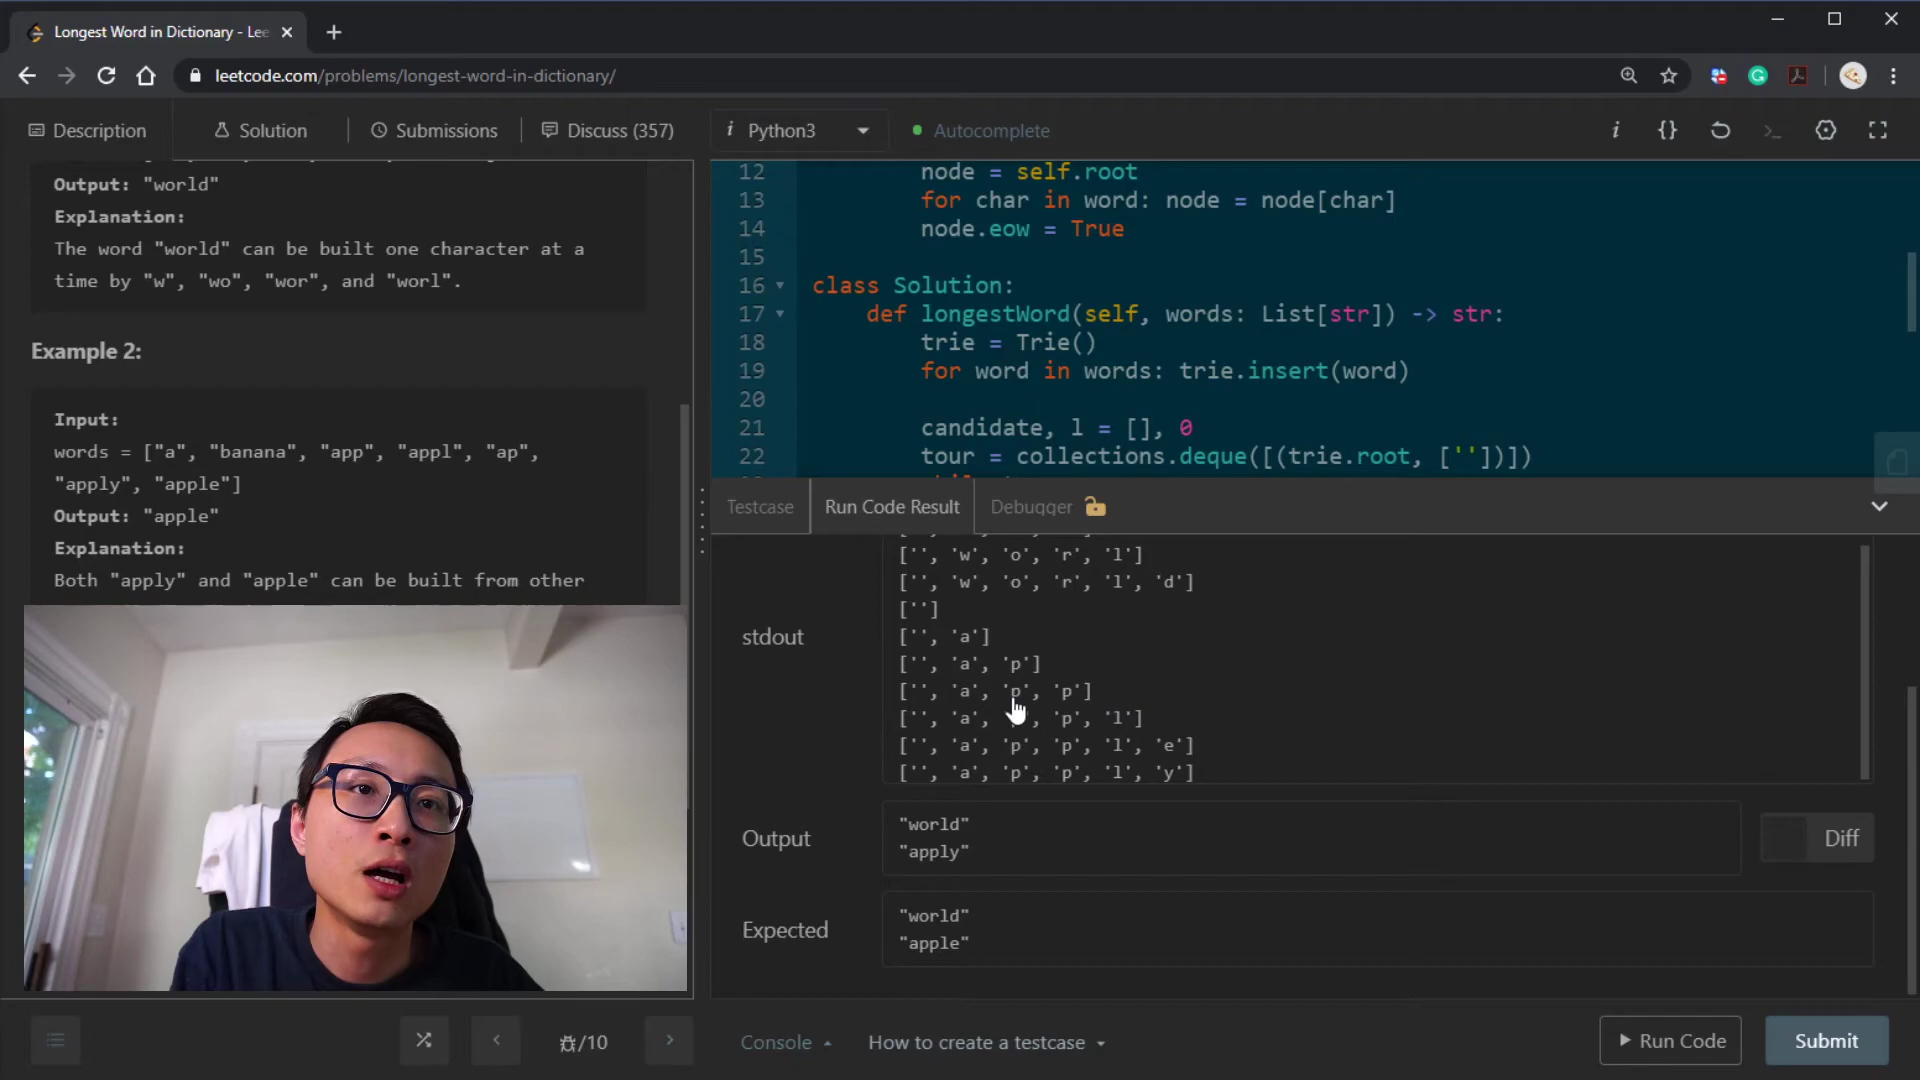 Longest Word in Dictionary - Lee
leetcode.com/problems/longest-word-in-dictionary/
Description
Solution
Submissions
Discuss (357)
i Python3
Autocomplete
Output: "world"
Explanation:
The word "world" can be built one character at a
time by "w", "wo", "wor", and "worl".
Example 2:
Input:
words = ["a", "banana", "app", "appl", "ap",
"apply", "apple"]
Output: "apple"
Explanation:
Both "apply" and "apple" can be built from other
12 node = self.root
13 for char in word: node = node[char]
14 node.eow = True
15
16 class Solution:
17 def longestWord(self, words: List[str]) -> str:
18 trie = Trie()
19 for word in words: trie.insert(word)
20
21 candidate, l = [], 0
22 tour = collections.deque([(trie.root, [''])])
Testcase
Run Code Result
Debugger
stdout
['', 'w', 'o', 'r', 'l']
['', 'w', 'o', 'r', 'l', 'd']
['']
['', 'a']
['', 'a', 'p']
['', 'a', 'p', 'p']
['', 'a', 'p', 'l']
['', 'a', 'p', 'p', 'l', 'e']
['', 'a', 'p', 'p', 'l', 'y']
Output
"world"
"apply"
Diff
Expected
"world"
"apple"
/10
Console
How to create a testcase
Run Code
Submit